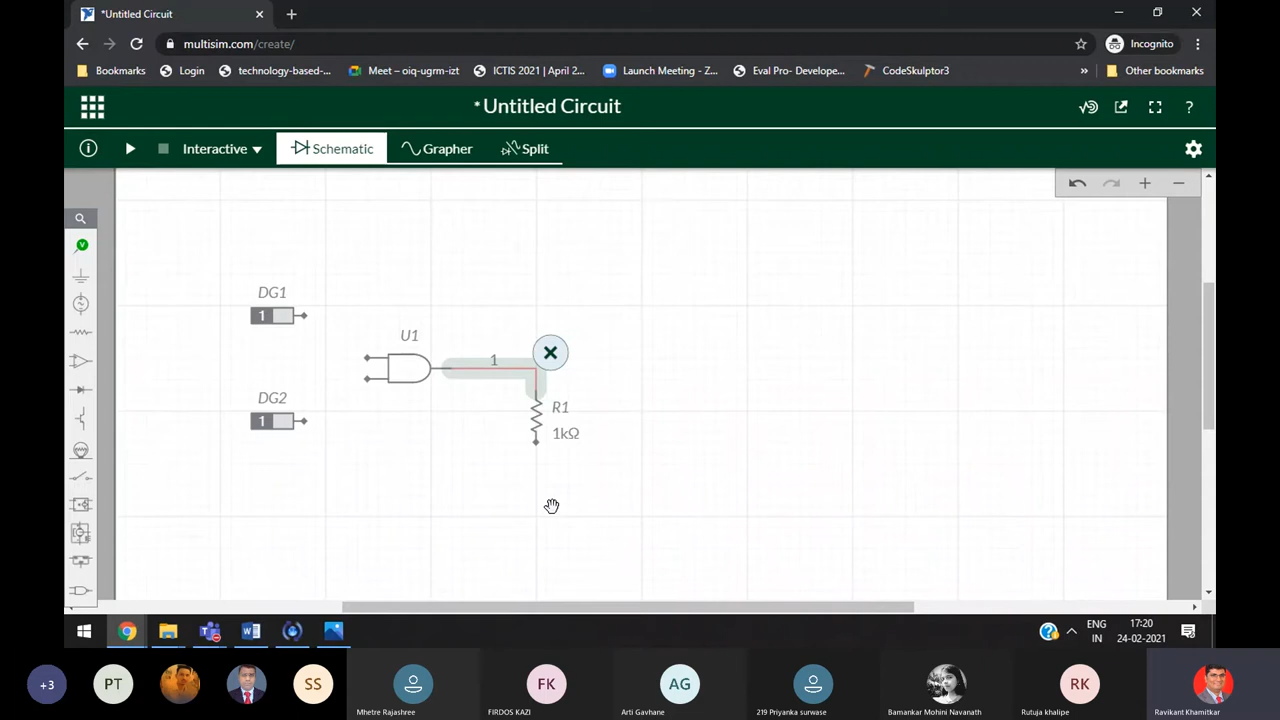 *Untitled Circuit
multisim.com/create/
Incognito
Bookmarks
Login
technology-based-...
Meet – oiq-ugrm-izt
ICTIS 2021 | April 2...
Launch Meeting - Z...
Eval Pro- Develope...
CodeSkulptor3
»
Other bookmarks
*Untitled Circuit
?
Interactive
Schematic
Grapher
Split
V
DG1
1
U1
1
DG2
1
R1
1kΩ
ENG
IN
17:20
24-02-2021
+3
PT
SS
FK
AG
RK
Mhetre Rajashree
FIRDOS KAZI
Arti Gavhane
219 Priyanka surwase
Bamankar Mohini Navanath
Rutuja khalipe
Ravikant Khamitkar